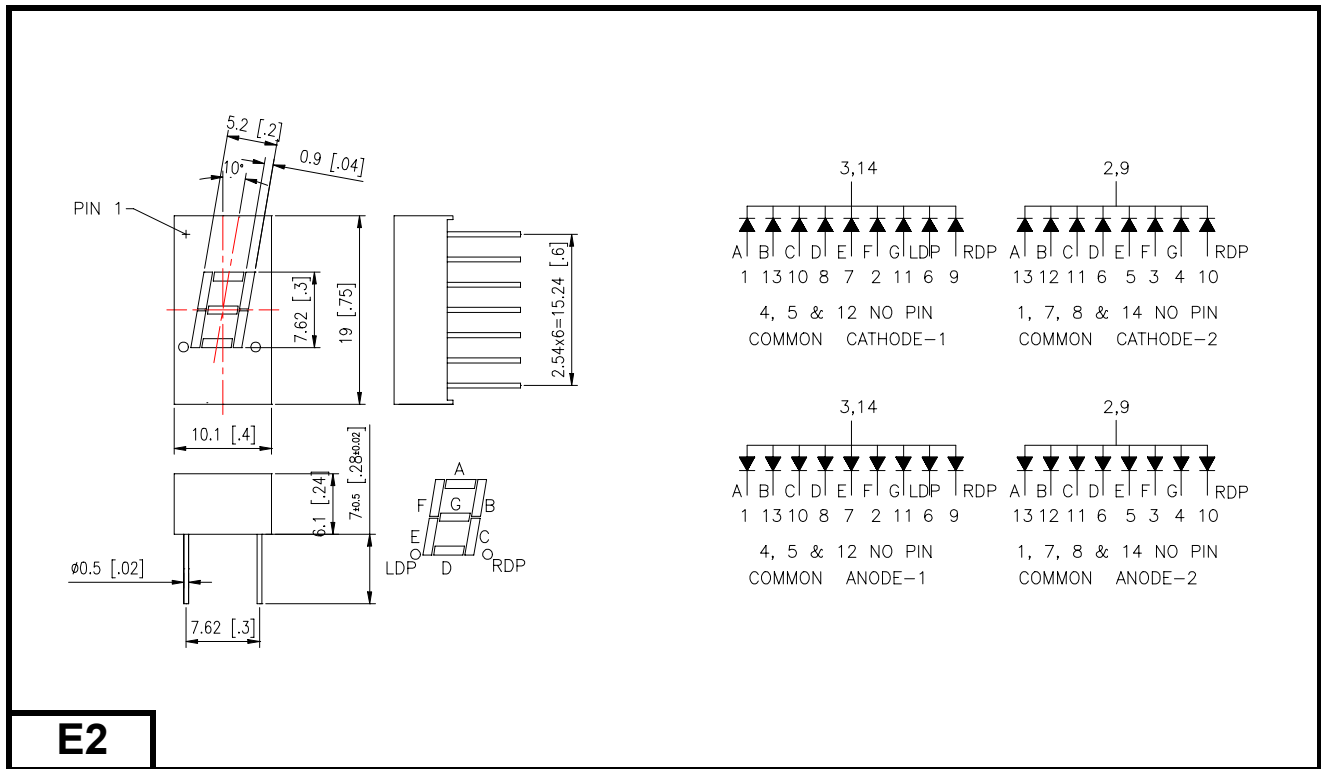 5.2 [.2]
0.9 [.04]
10°
PIN 1
7.62 [.3]
19 [.75]
2.54x6=15.24 [.6]
10.1 [.4]
6.1 [.24]
7±0.5 [.28±0.02]
ø0.5 [.02]
7.62 [.3]
A
F G B
E C
LDP D RDP
3,14
A B C D E F G LDP RDP
1 13 10 8 7 2 11 6 9
4, 5 & 12 NO PIN
COMMON CATHODE-1
2,9
A B C D E F G RDP
13 12 11 6 5 3 4 10
1, 7, 8 & 14 NO PIN
COMMON CATHODE-2
3,14
A B C D E F G LDP RDP
1 13 10 8 7 2 11 6 9
4, 5 & 12 NO PIN
COMMON ANODE-1
2,9
A B C D E F G RDP
13 12 11 6 5 3 4 10
1, 7, 8 & 14 NO PIN
COMMON ANODE-2
E2